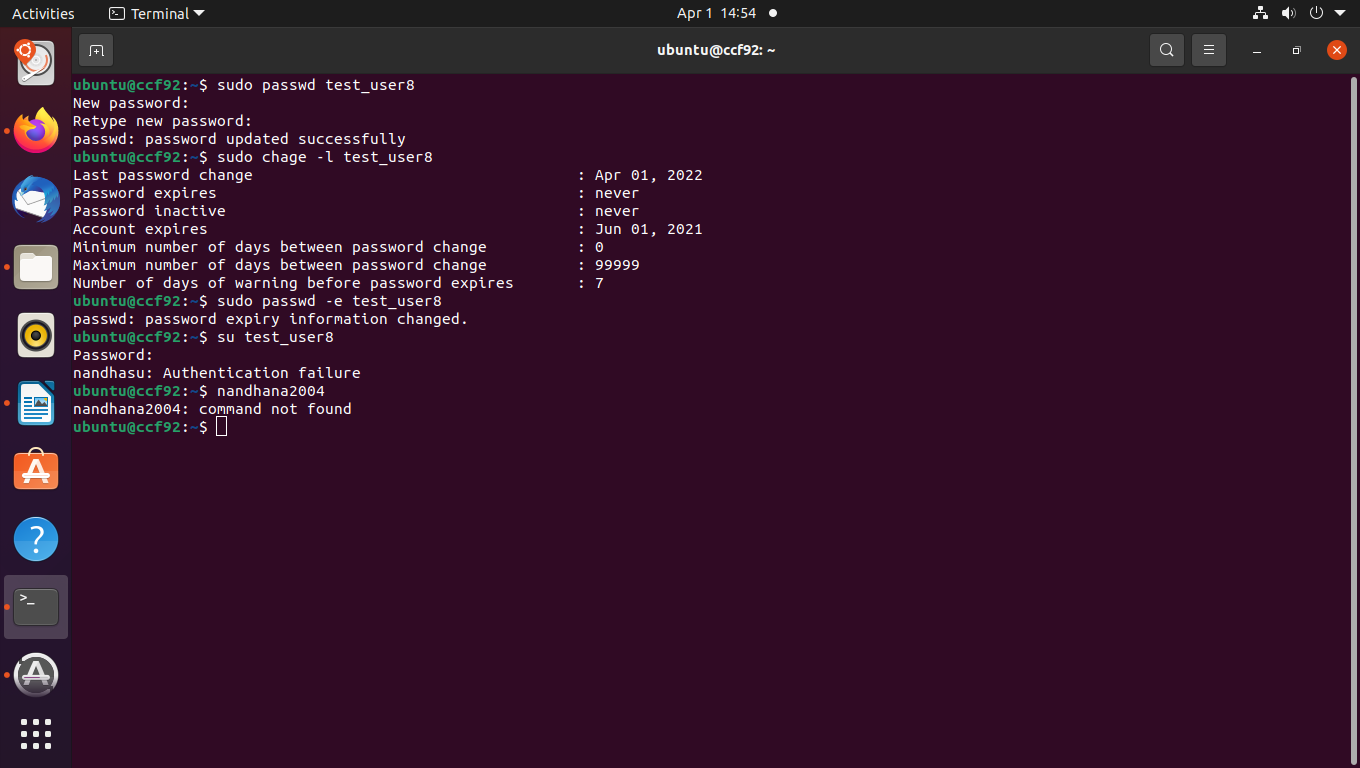 Activities Terminal Apr 1 14:54
ubuntu@ccf92: ~
ubuntu@ccf92:~$ sudo passwd test_user8
New password:
Retype new password:
passwd: password updated successfully
ubuntu@ccf92:~$ sudo chage -l test_user8
Last password change : Apr 01, 2022
Password expires : never
Password inactive : never
Account expires : Jun 01, 2021
Minimum number of days between password change : 0
Maximum number of days between password change : 99999
Number of days of warning before password expires : 7
ubuntu@ccf92:~$ sudo passwd -e test_user8
passwd: password expiry information changed.
ubuntu@ccf92:~$ su test_user8
Password:
nandhasu: Authentication failure
ubuntu@ccf92:~$ nandhana2004
nandhana2004: command not found
ubuntu@ccf92:~$